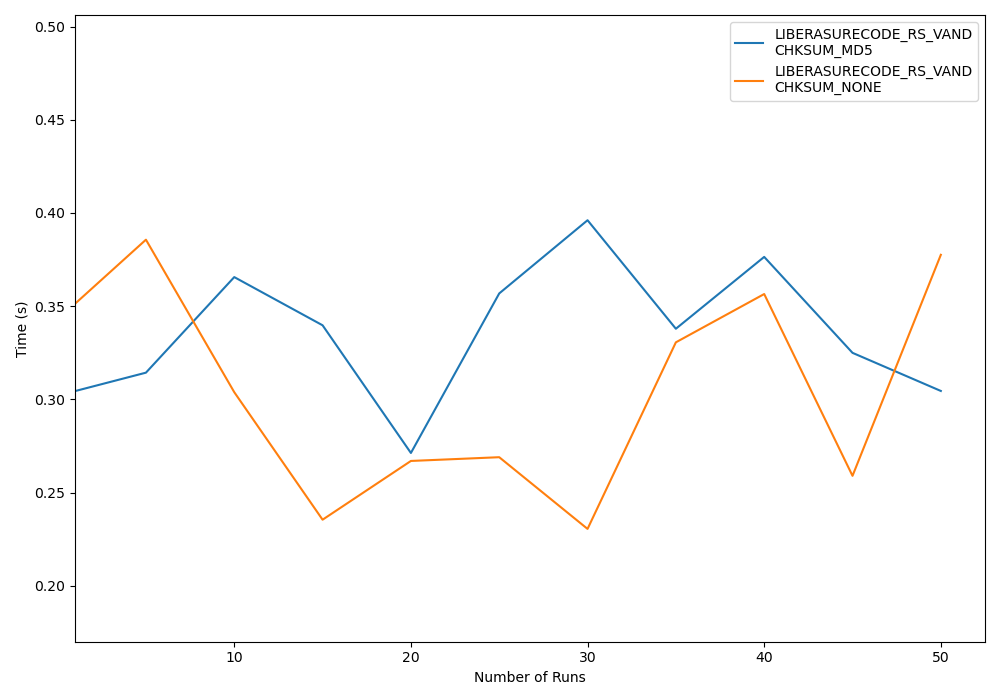 0.50
0.45
0.40
0.35
0.30
0.25
0.20
Time (s)
10
20
30
40
50
Number of Runs
LIBERASURECODE_RS_VAND
CHKSUM_MD5
LIBERASURECODE_RS_VAND
CHKSUM_NONE